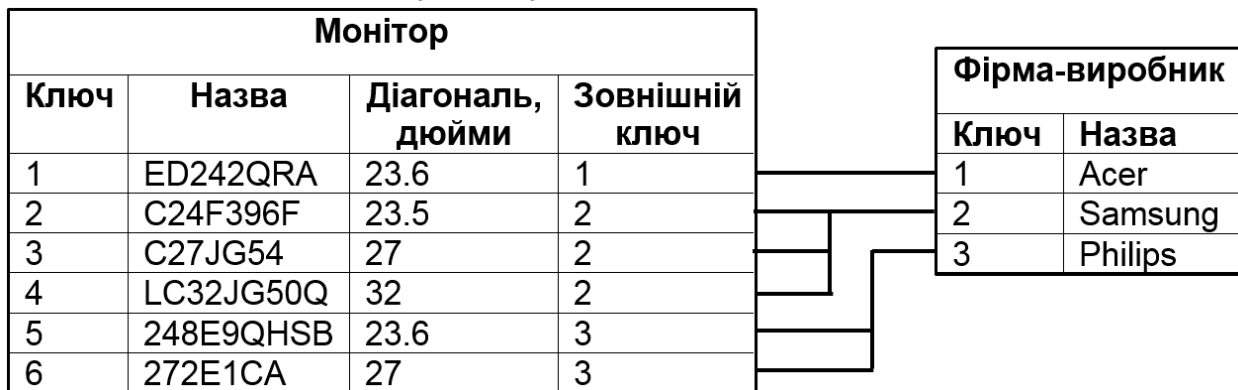 Монітор
Ключ Назва Діагональ, дюйми Зовнішній ключ
1 ED242QRA 23.6 1
2 C24F396F 23.5 2
3 C27JG54 27 2
4 LC32JG50Q 32 2
5 248E9QHSB 23.6 3
6 272E1CA 27 3
Фірма-виробник
Ключ Назва
1 Acer
2 Samsung
3 Philips